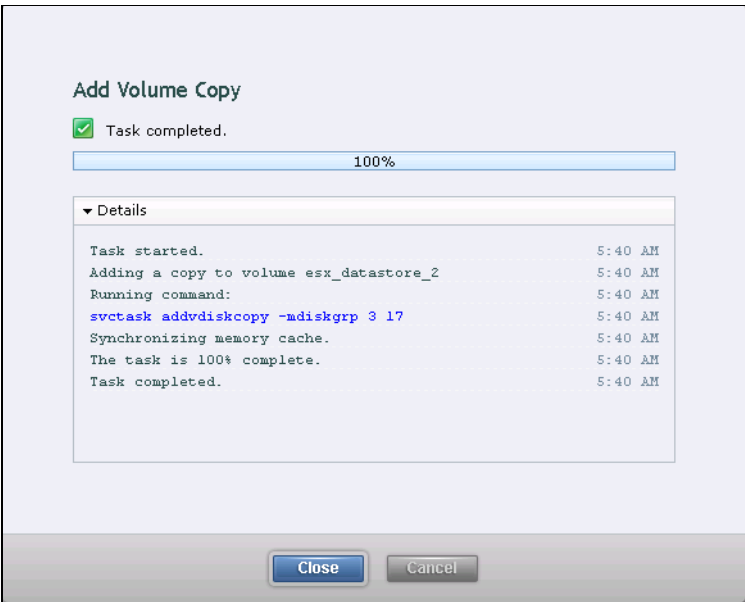 Add Volume Copy
Task completed.
100%
Details
Task started. 5:40 AM
Adding a copy to volume esx_datastore_2 5:40 AM
Running command: 5:40 AM
svctask addvdiskcopy -mdiskgrp 3 17 5:40 AM
Synchronizing memory cache. 5:40 AM
The task is 100% complete. 5:40 AM
Task completed. 5:40 AM
Close Cancel